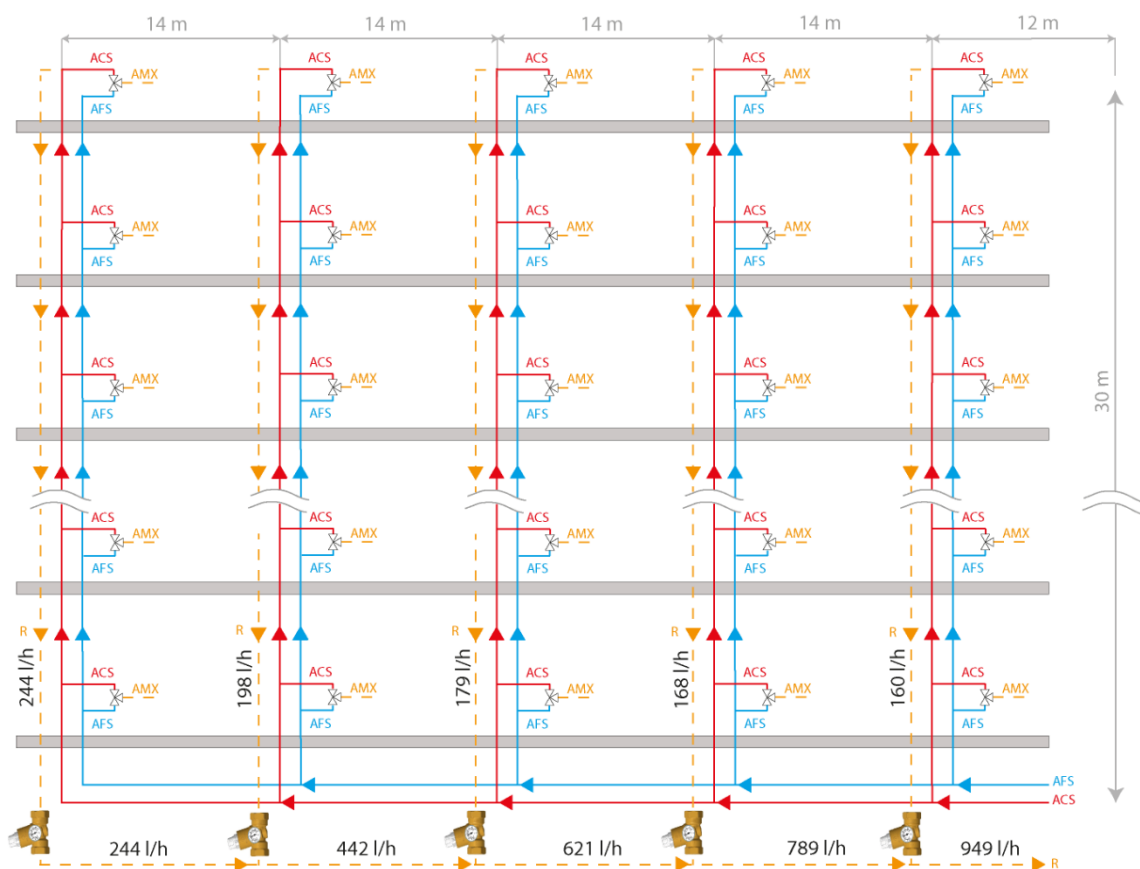 14 m 14 m 14 m 14 m 12 m
ACS ACS ACS ACS ACS
AMX AMX AMX AMX AMX
AFS AFS AFS AFS AFS
ACS ACS ACS ACS ACS
AMX AMX AMX AMX AMX
AFS AFS AFS AFS AFS
ACS ACS ACS ACS ACS
AMX AMX AMX AMX AMX
AFS AFS AFS AFS AFS
30 m
ACS ACS ACS ACS ACS
AMX AMX AMX AMX AMX
AFS AFS AFS AFS AFS
R R R R R
244 l/h 198 l/h 179 l/h 168 l/h 160 l/h
ACS ACS ACS ACS ACS
AMX AMX AMX AMX AMX
AFS AFS AFS AFS AFS
AFS
ACS
244 l/h 442 l/h 621 l/h 789 l/h 949 l/h
R